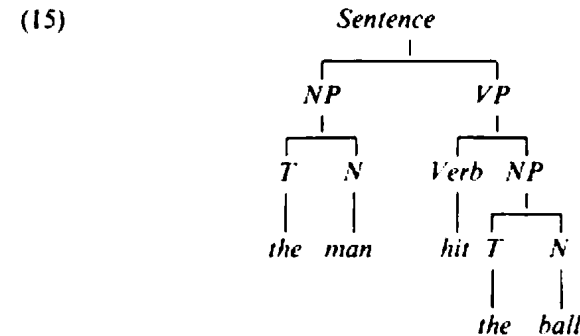 (15) Sentence
NP VP
T N Verb NP
the man hit T N
the ball